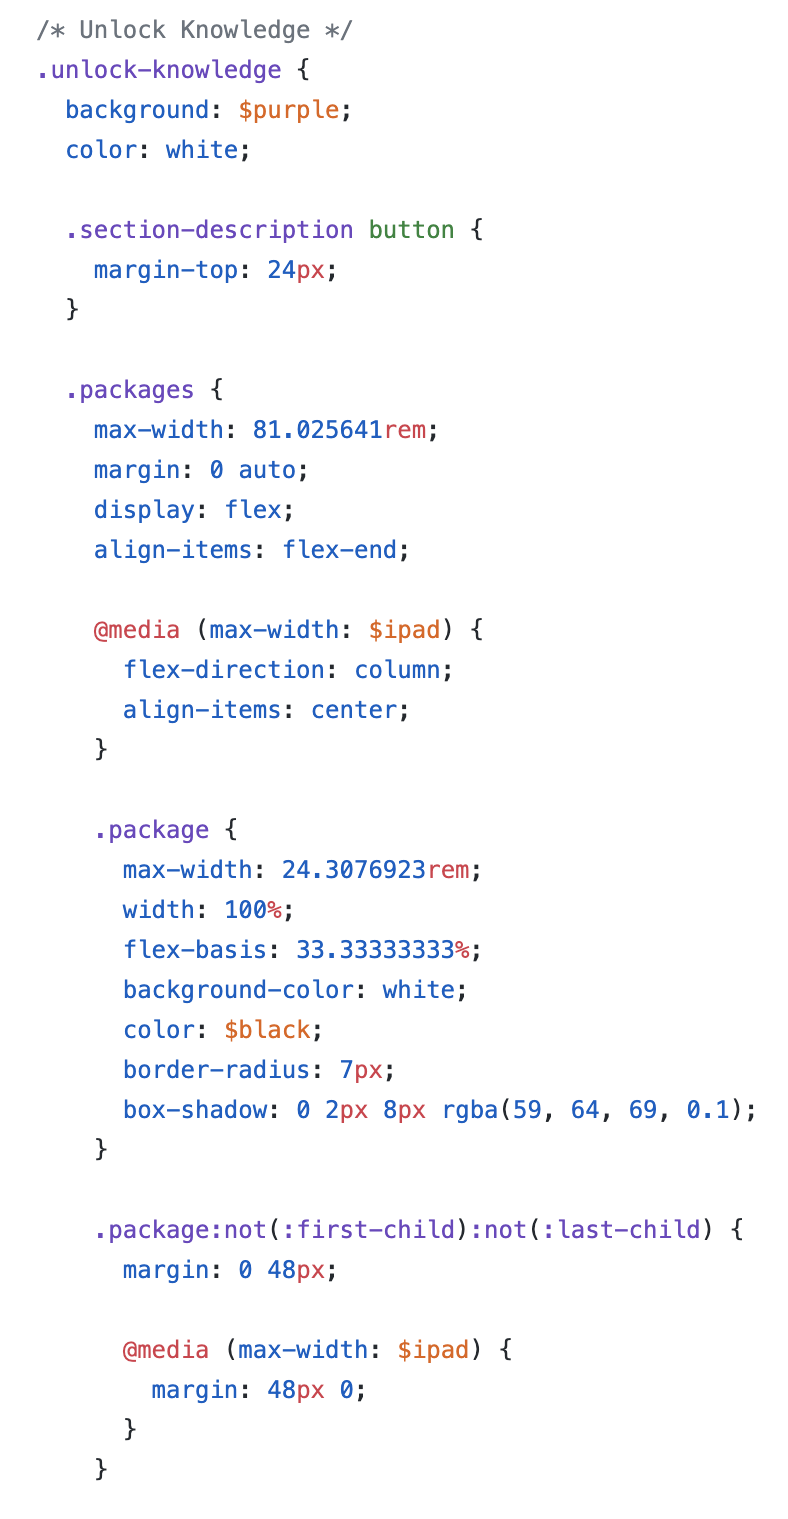 /* Unlock Knowledge */
.unlock-knowledge {
  background: $purple;
  color: white;

  .section-description button {
    margin-top: 24px;
  }

  .packages {
    max-width: 81.025641rem;
    margin: 0 auto;
    display: flex;
    align-items: flex-end;

    @media (max-width: $ipad) {
      flex-direction: column;
      align-items: center;
    }

    .package {
      max-width: 24.3076923rem;
      width: 100%;
      flex-basis: 33.33333333%;
      background-color: white;
      color: $black;
      border-radius: 7px;
      box-shadow: 0 2px 8px rgba(59, 64, 69, 0.1);
    }

    .package:not(:first-child):not(:last-child) {
      margin: 0 48px;

      @media (max-width: $ipad) {
        margin: 48px 0;
      }
    }